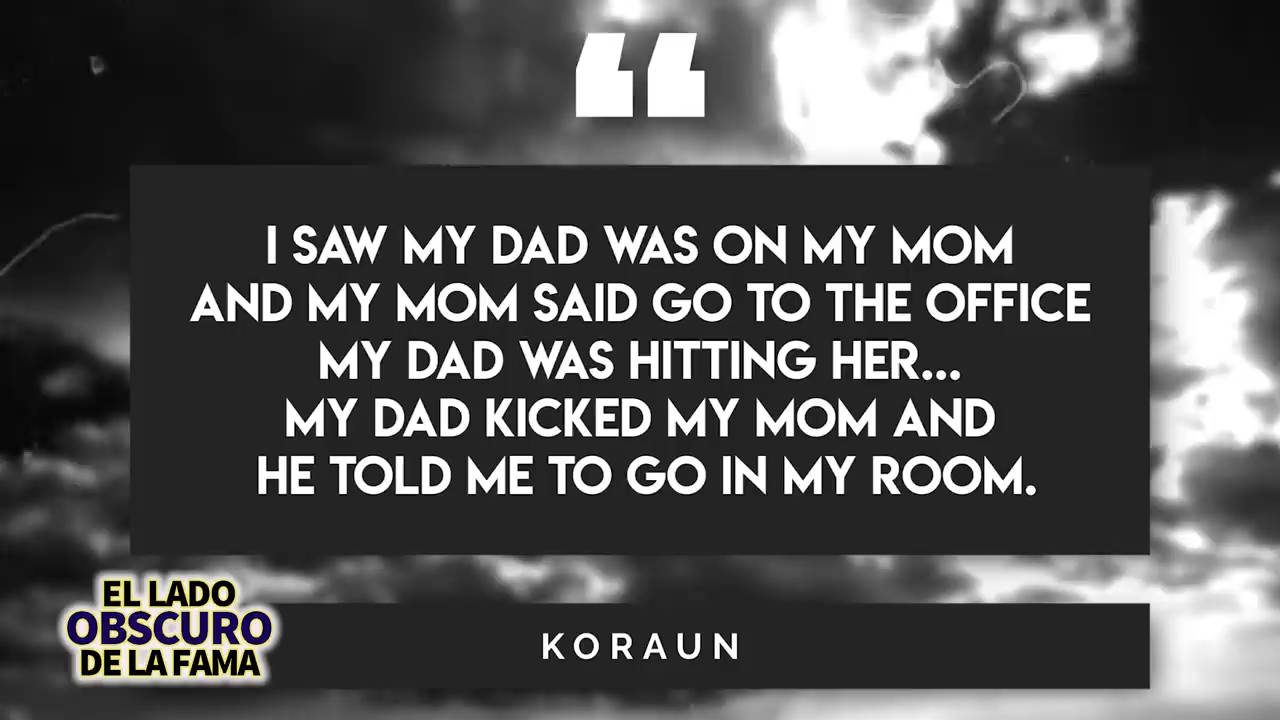 “
I SAW MY DAD WAS ON MY MOM
AND MY MOM SAID GO TO THE OFFICE
MY DAD WAS HITTING HER...
MY DAD KICKED MY MOM AND
HE TOLD ME TO GO IN MY ROOM.
KORAUN
EL LADO
OBSCURO
DE LA FAMA